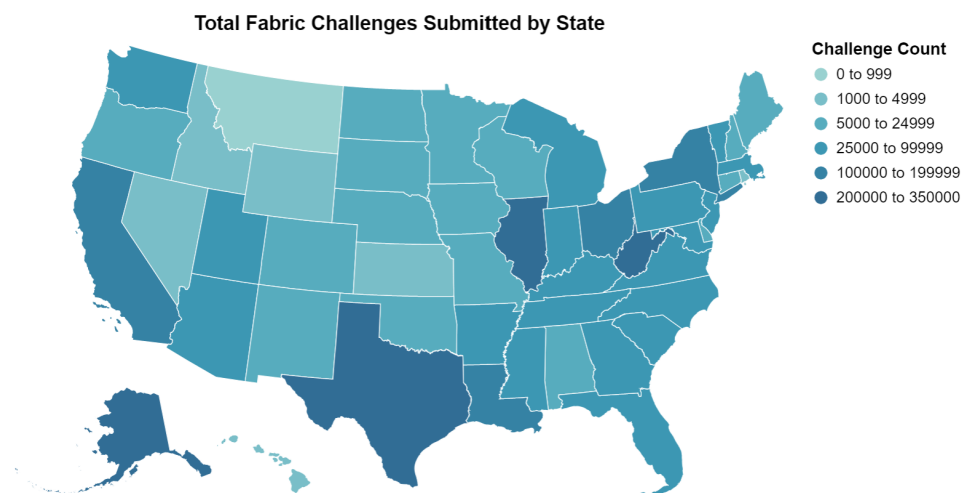 Total Fabric Challenges Submitted by State
Challenge Count
0 to 999
1000 to 4999
5000 to 24999
25000 to 99999
100000 to 199999
200000 to 350000